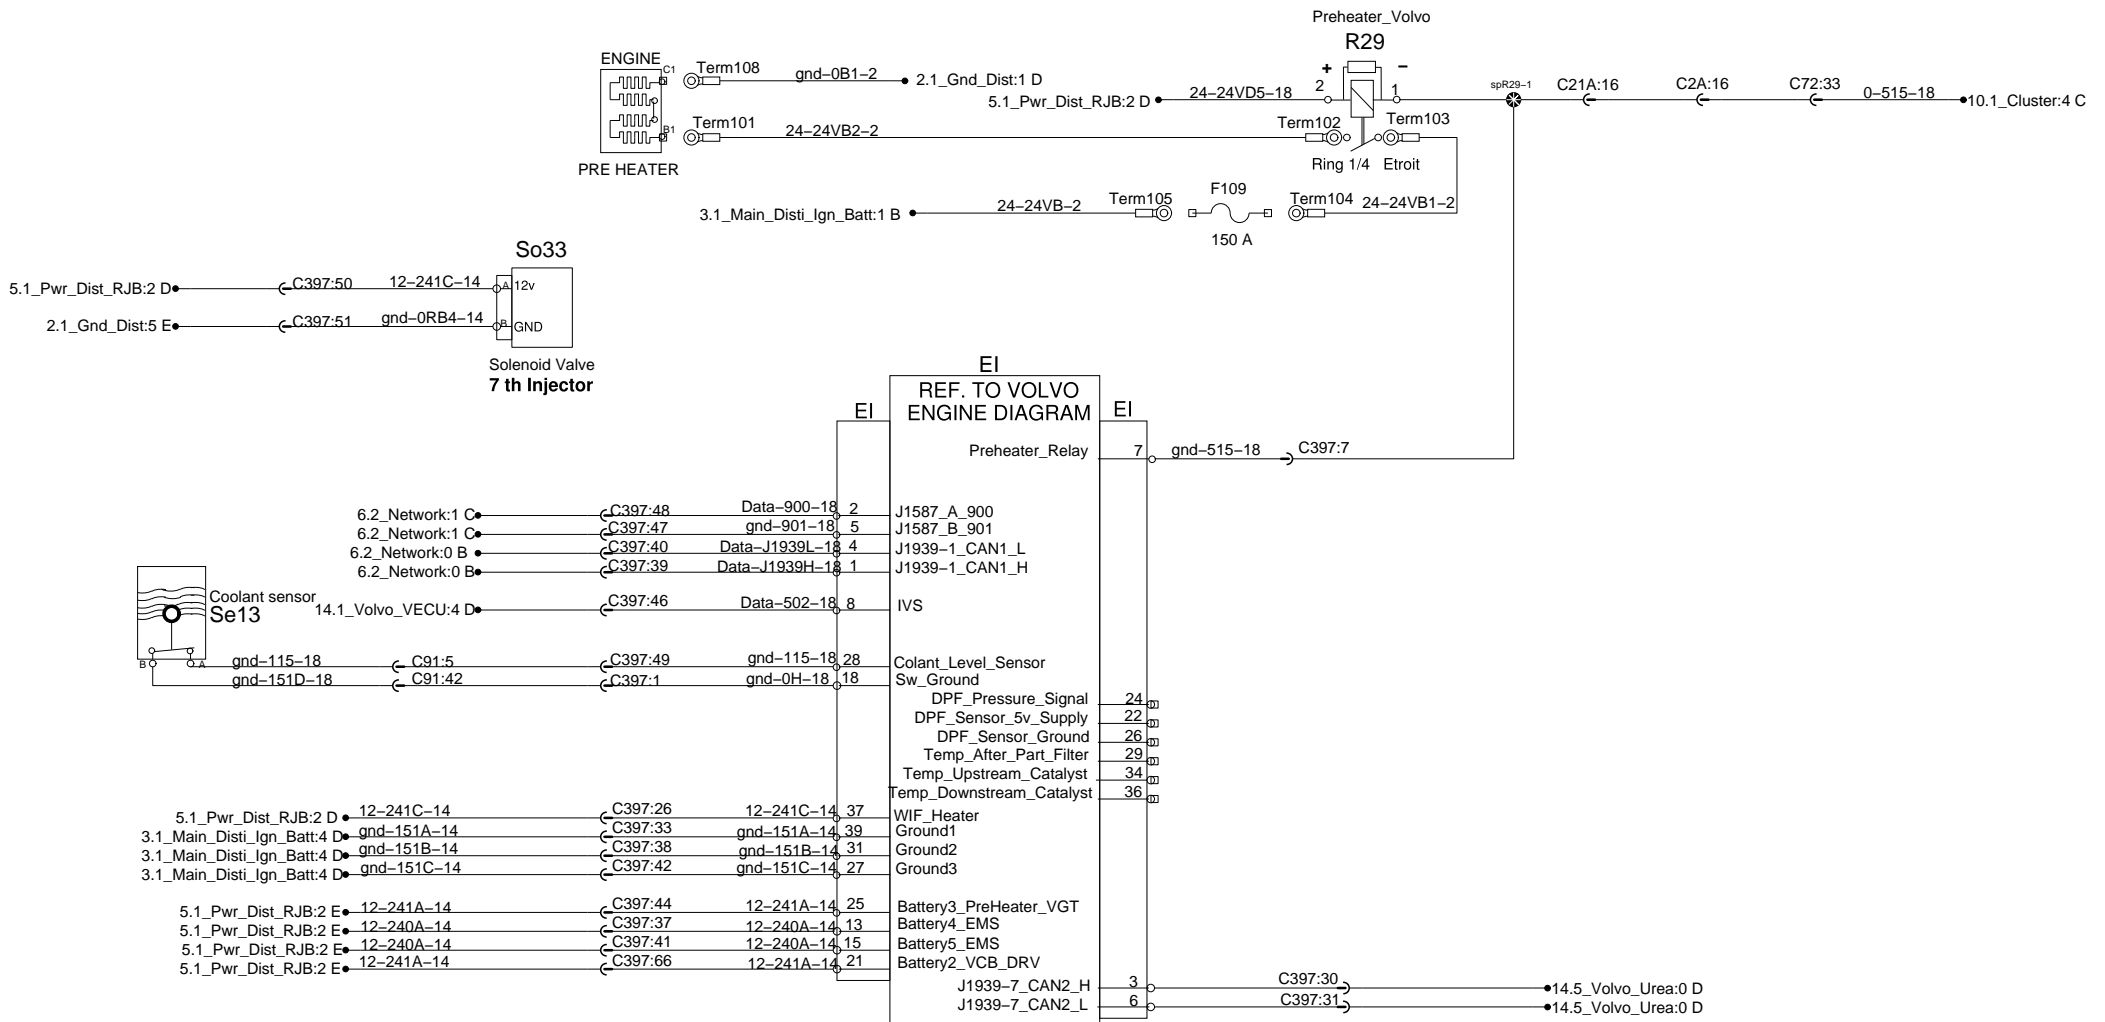 Preheater_Volvo
R29
ENGINE
C1
Term108
gnd-0B1-2
2.1_Gnd_Dist:1 D
+
−
5.1_Pwr_Dist_RJB:2 D
24-24VD5-18
2
1
spR29-1
C21A:16
C2A:16
C72:33
0-515-18
10.1_Cluster:4 C
B1
Term101
24-24VB2-2
Term102
Term103
PRE HEATER
Ring 1/4
Etroit
3.1_Main_Disti_Ign_Batt:1 B
24-24VB-2
Term105
F109
150 A
Term104
24-24VB1-2
So33
5.1_Pwr_Dist_RJB:2 D
C397:50
12-241C-14
A
12v
2.1_Gnd_Dist:5 E
C397:51
gnd-0RB4-14
B
GND
Solenoid Valve
7 th Injector
EI
REF. TO VOLVO
ENGINE DIAGRAM
EI
EI
Preheater_Relay
7
gnd-515-18
C397:7
6.2_Network:1 C
C397:48
Data-900-18
2
J1587_A_900
6.2_Network:1 C
C397:47
gnd-901-18
5
J1587_B_901
6.2_Network:0 B
C397:40
Data-J1939L-18
4
J1939-1_CAN1_L
6.2_Network:0 B
C397:39
Data-J1939H-18
1
J1939-1_CAN1_H
Coolant sensor
Se13
14.1_Volvo_VECU:4 D
C397:46
Data-502-18
8
IVS
B
A
gnd-115-18
C91:5
C397:49
gnd-115-18
28
Colant_Level_Sensor
gnd-151D-18
C91:42
C397:1
gnd-0H-18
18
Sw_Ground
DPF_Pressure_Signal
24
DPF_Sensor_5v_Supply
22
DPF_Sensor_Ground
26
Temp_After_Part_Filter
29
Temp_Upstream_Catalyst
34
Temp_Downstream_Catalyst
36
5.1_Pwr_Dist_RJB:2 D
12-241C-14
C397:26
12-241C-14
37
WIF_Heater
3.1_Main_Disti_Ign_Batt:4 D
gnd-151A-14
C397:33
gnd-151A-14
39
Ground1
3.1_Main_Disti_Ign_Batt:4 D
gnd-151B-14
C397:38
gnd-151B-14
31
Ground2
3.1_Main_Disti_Ign_Batt:4 D
gnd-151C-14
C397:42
gnd-151C-14
27
Ground3
5.1_Pwr_Dist_RJB:2 E
12-241A-14
C397:44
12-241A-14
25
Battery3_PreHeater_VGT
5.1_Pwr_Dist_RJB:2 E
12-240A-14
C397:37
12-240A-14
13
Battery4_EMS
5.1_Pwr_Dist_RJB:2 E
12-240A-14
C397:41
12-240A-14
15
Battery5_EMS
5.1_Pwr_Dist_RJB:2 E
12-241A-14
C397:66
12-241A-14
21
Battery2_VCB_DRV
J1939-7_CAN2_H
3
C397:30
14.5_Volvo_Urea:0 D
J1939-7_CAN2_L
6
C397:31
14.5_Volvo_Urea:0 D